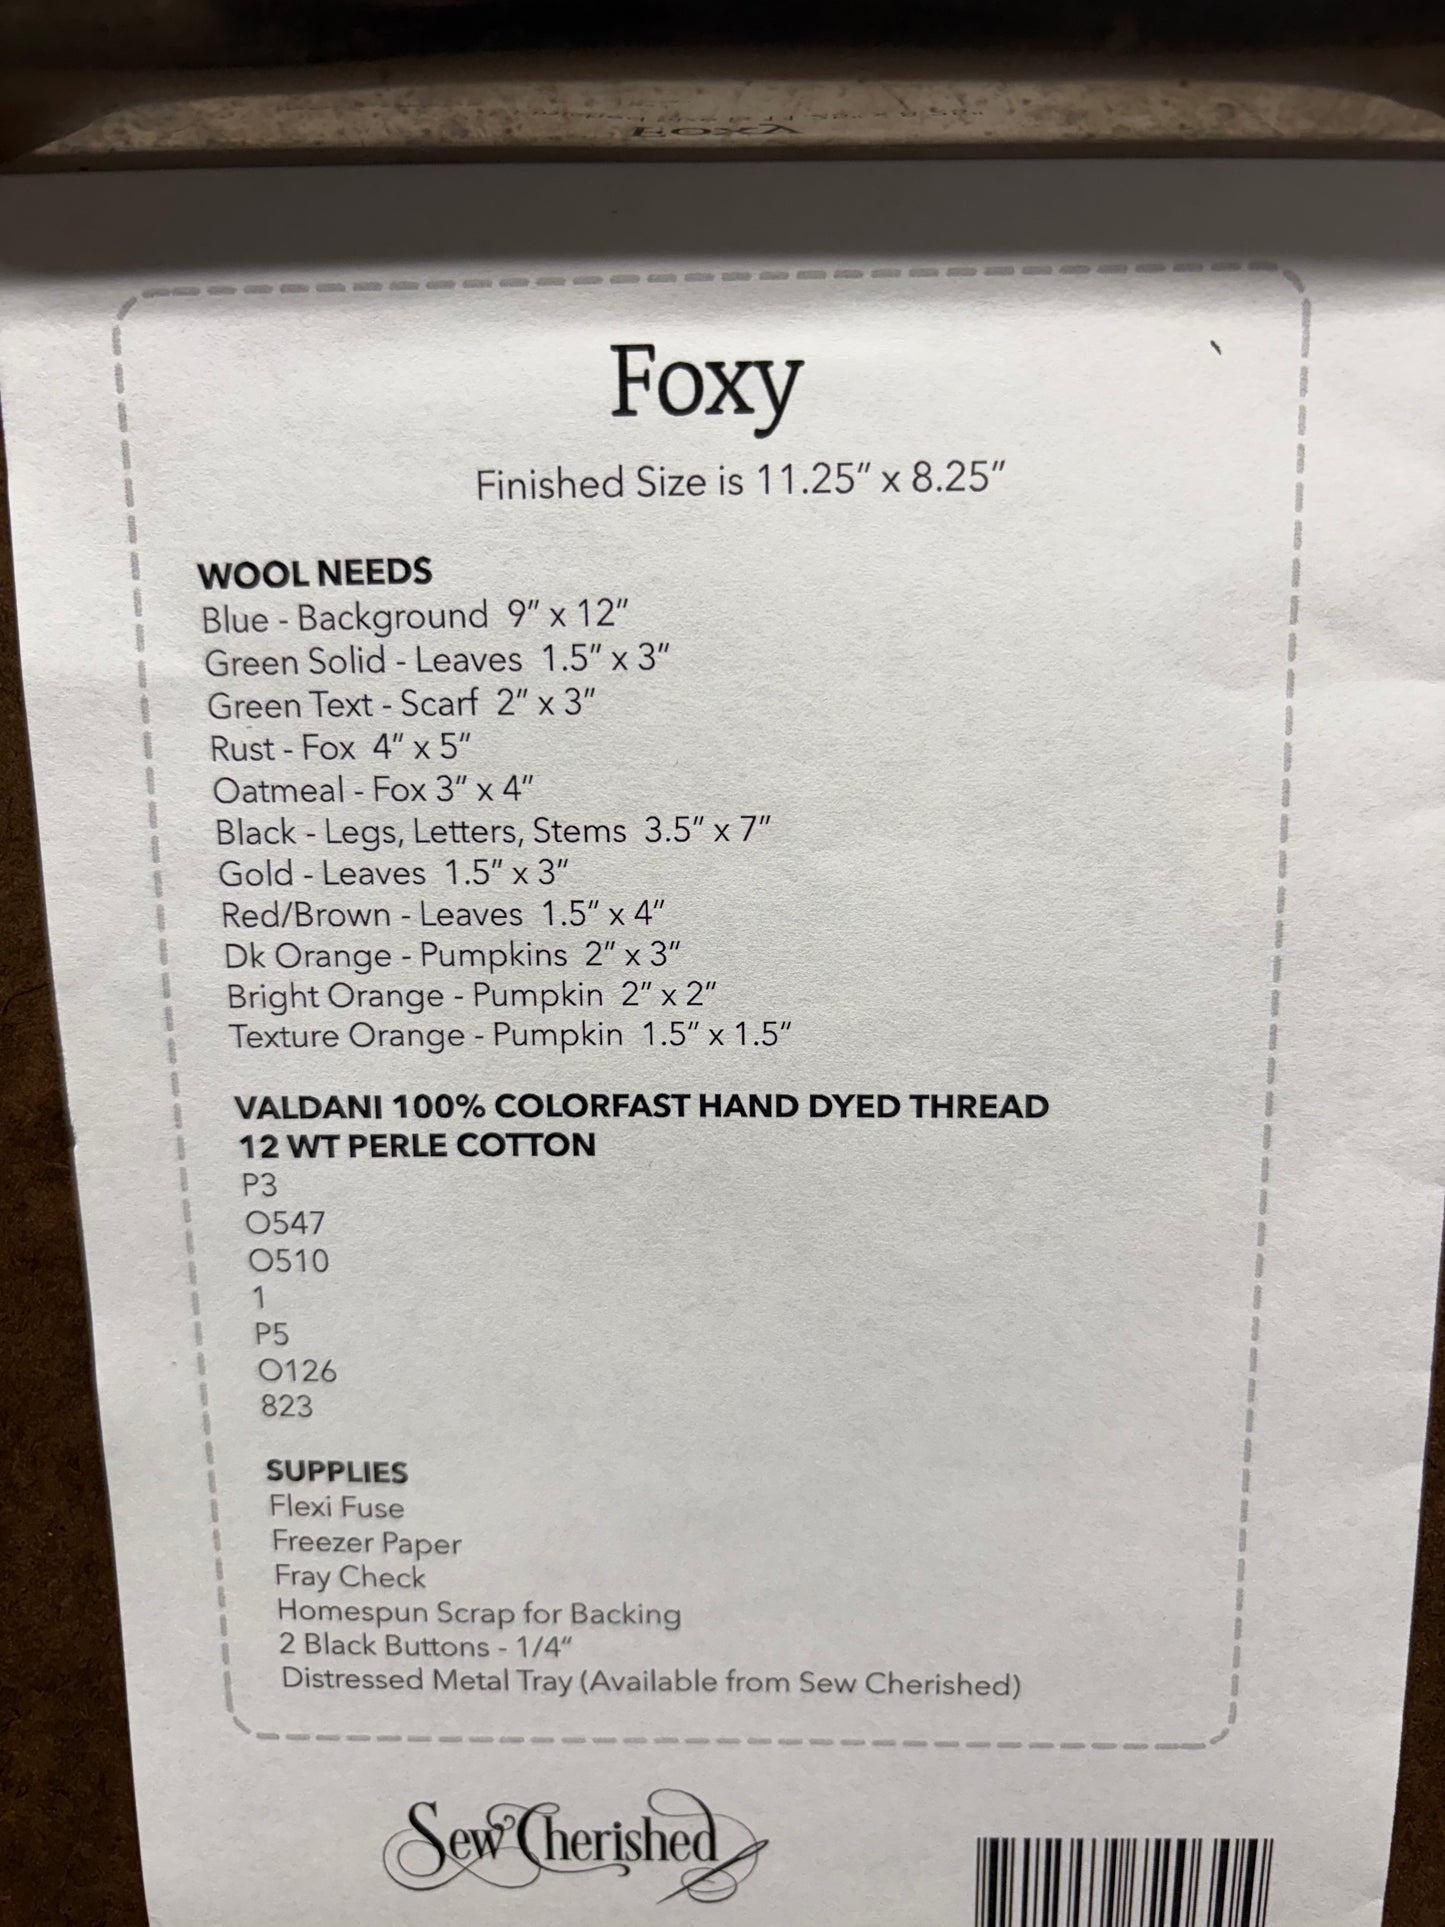 Foxy
Finished Size is 11.25" x 8.25"
WOOL NEEDS
Blue - Background 9" x 12"
Green Solid - Leaves 1.5" x 3"
Green Text - Scarf 2" x 3"
Rust - Fox 4" x 5"
Oatmeal - Fox 3" x 4"
Black - Legs, Letters, Stems 3.5" x 7"
Gold - Leaves 1.5" x 3"
Red/Brown - Leaves 1.5" x 4"
Dk Orange - Pumpkins 2" x 3"
Bright Orange - Pumpkin 2" x 2"
Texture Orange - Pumpkin 1.5" x 1.5"
VALDANI 100% COLORFAST HAND DYED THREAD
12 WT PERLE COTTON
P3
O547
O510
1
P5
O126
823
SUPPLIES
Flexi Fuse
Freezer Paper
Fray Check
Homespun Scrap for Backing
2 Black Buttons - 1/4"
Distressed Metal Tray (Available from Sew Cherished)
Sew Cherished